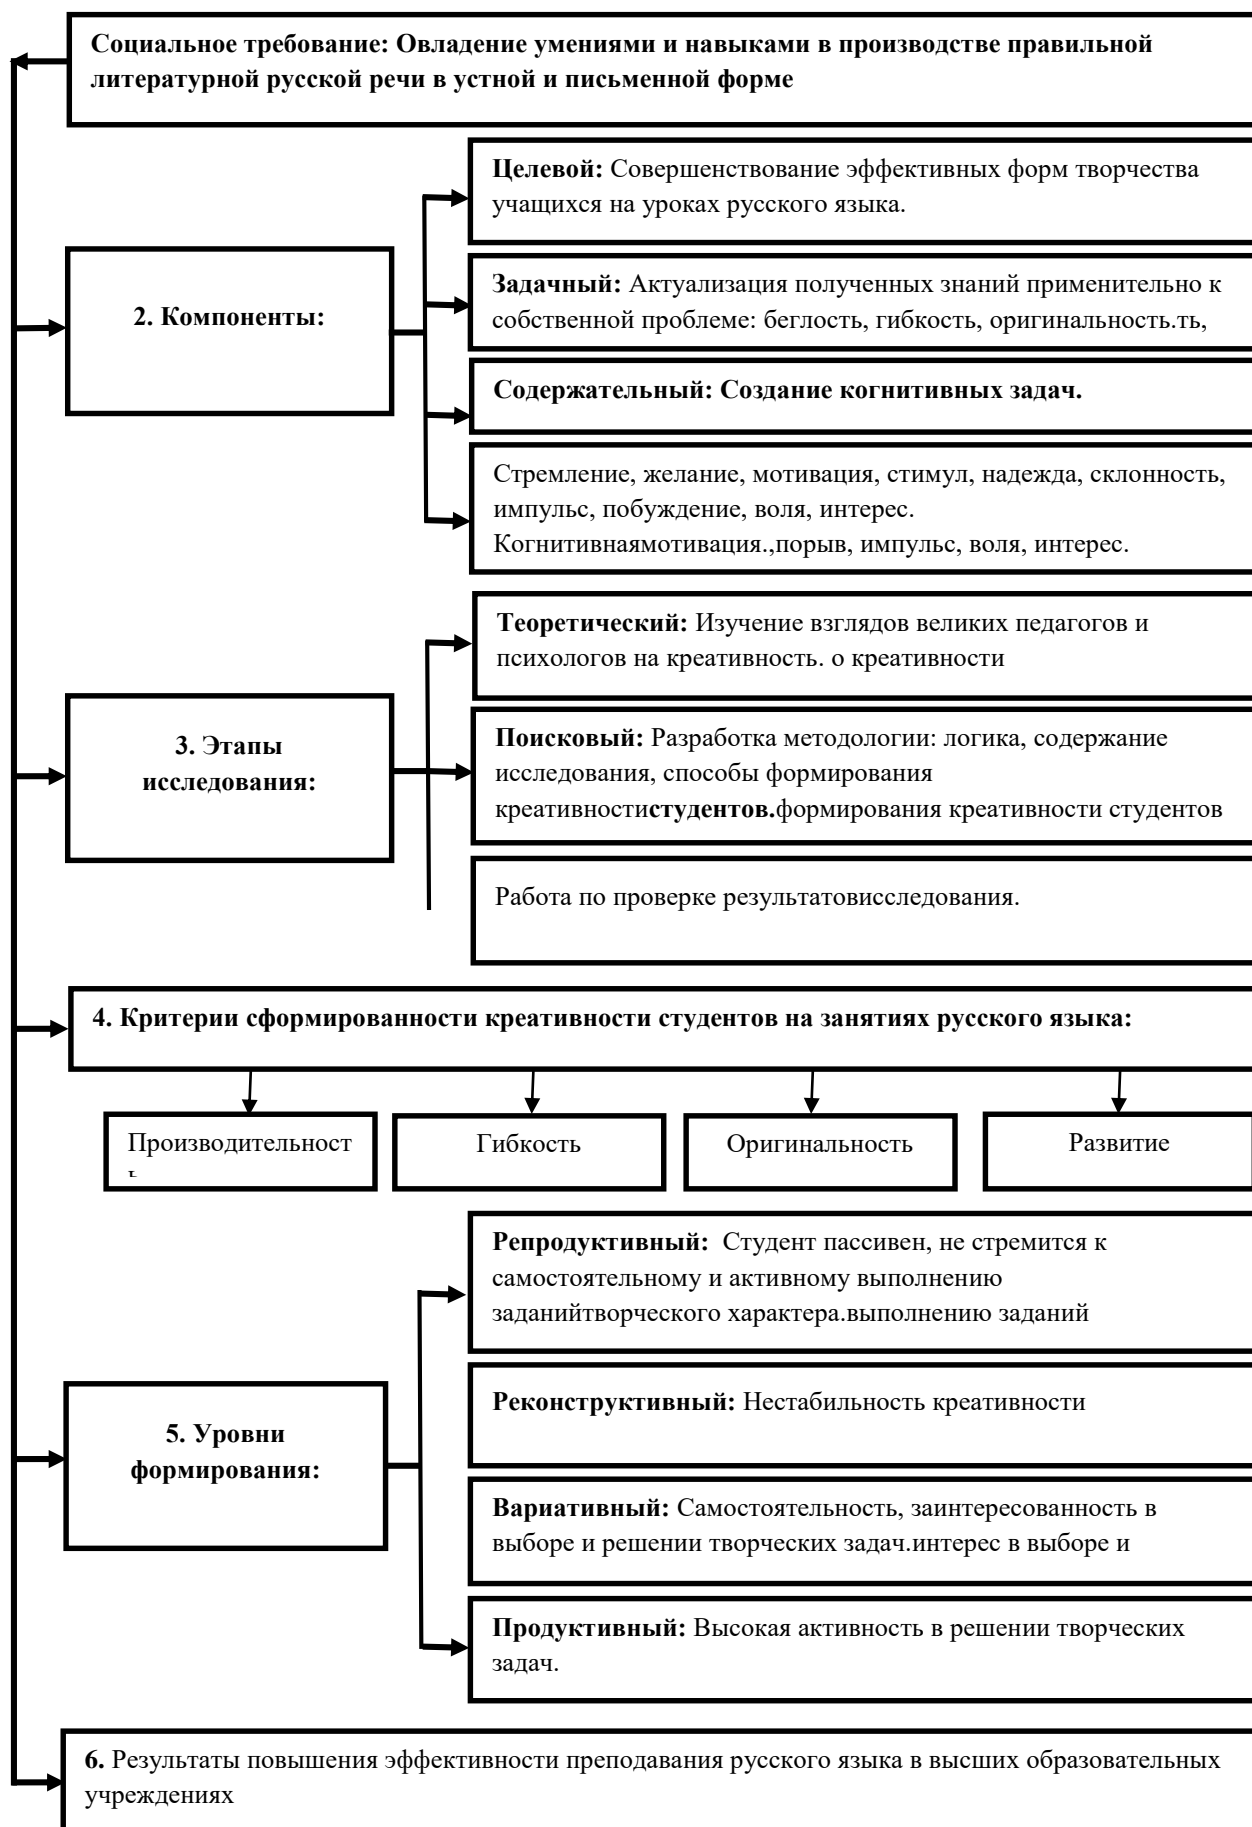 Социальное требование: Овладение умениями и навыками в производстве правильной
литературной русской речи в устной и письменной форме
2. Компоненты:
Целевой: Совершенствование эффективных форм творчества
учащихся на уроках русского языка.
Задачный: Актуализация полученных знаний применительно к
собственной проблеме: беглость, гибкость, оригинальность.ть,
Содержательный: Создание когнитивных задач.
Стремление, желание, мотивация, стимул, надежда, склонность,
импульс, побуждение, воля, интерес.
Когнитивнаямотивация.,порыв, импульс, воля, интерес.
3. Этапы
исследования:
Теоретический: Изучение взглядов великих педагогов и
психологов на креативность. о креативности
Поисковый: Разработка методологии: логика, содержание
исследования, способы формирования
креативностистудентов.формирования креативности студентов
Работа по проверке результатовисследования.
4. Критерии сформированности креативности студентов на занятиях русского языка:
Производительност
ь
Гибкость
Оригинальность
Развитие
5. Уровни
формирования:
Репродуктивный: Студент пассивен, не стремится к
самостоятельному и активному выполнению
заданийтворческого характера.выполнению заданий
Реконструктивный: Нестабильность креативности
Вариативный: Самостоятельность, заинтересованность в
выборе и решении творческих задач.интерес в выборе и
Продуктивный: Высокая активность в решении творческих
задач.
6. Результаты повышения эффективности преподавания русского языка в высших образовательных
учреждениях